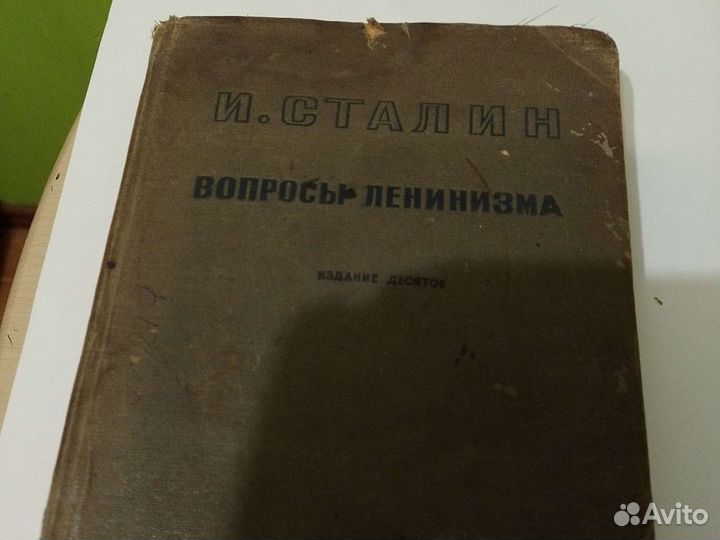 И. СТАЛИН
ВОПРОСЫ ЛЕНИНИЗМА
ИЗДАНИЕ ДЕСЯТОЕ
Avito